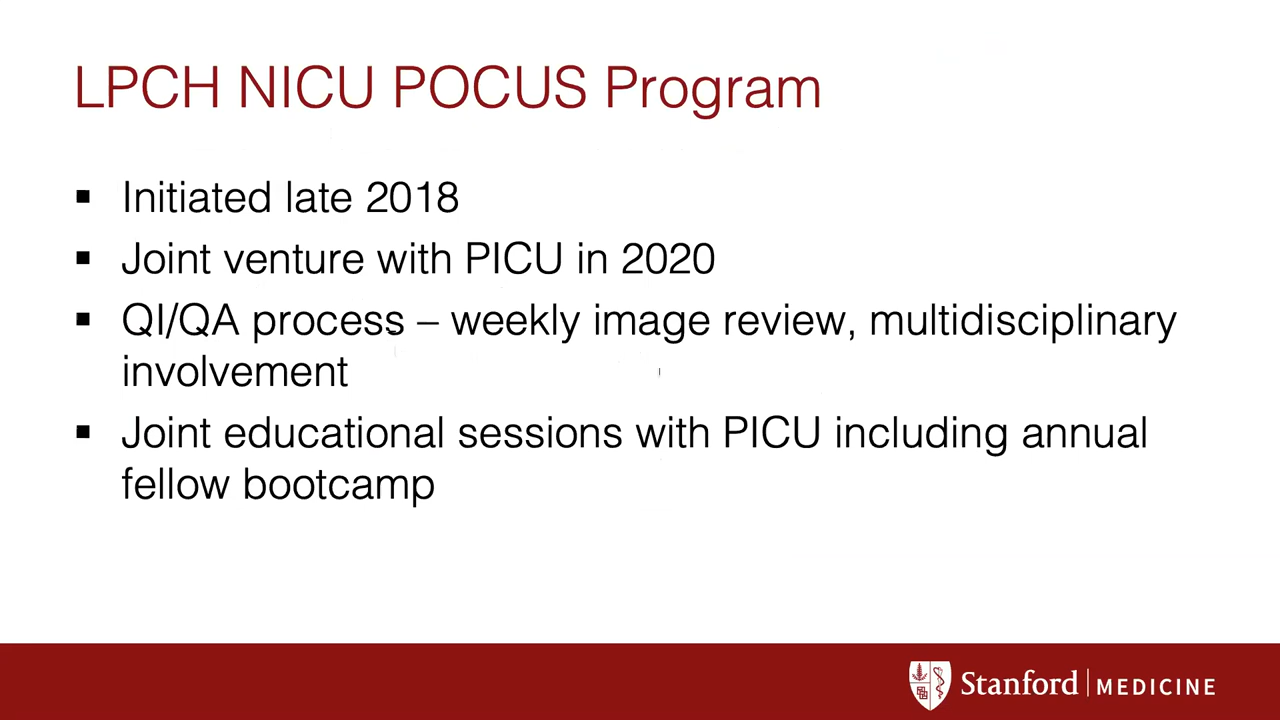 LPCH NICU POCUS Program
▪ Initiated late 2018
▪ Joint venture with PICU in 2020
▪ QI/QA process – weekly image review, multidisciplinary
involvement
▪ Joint educational sessions with PICU including annual
fellow bootcamp
Stanford MEDICINE